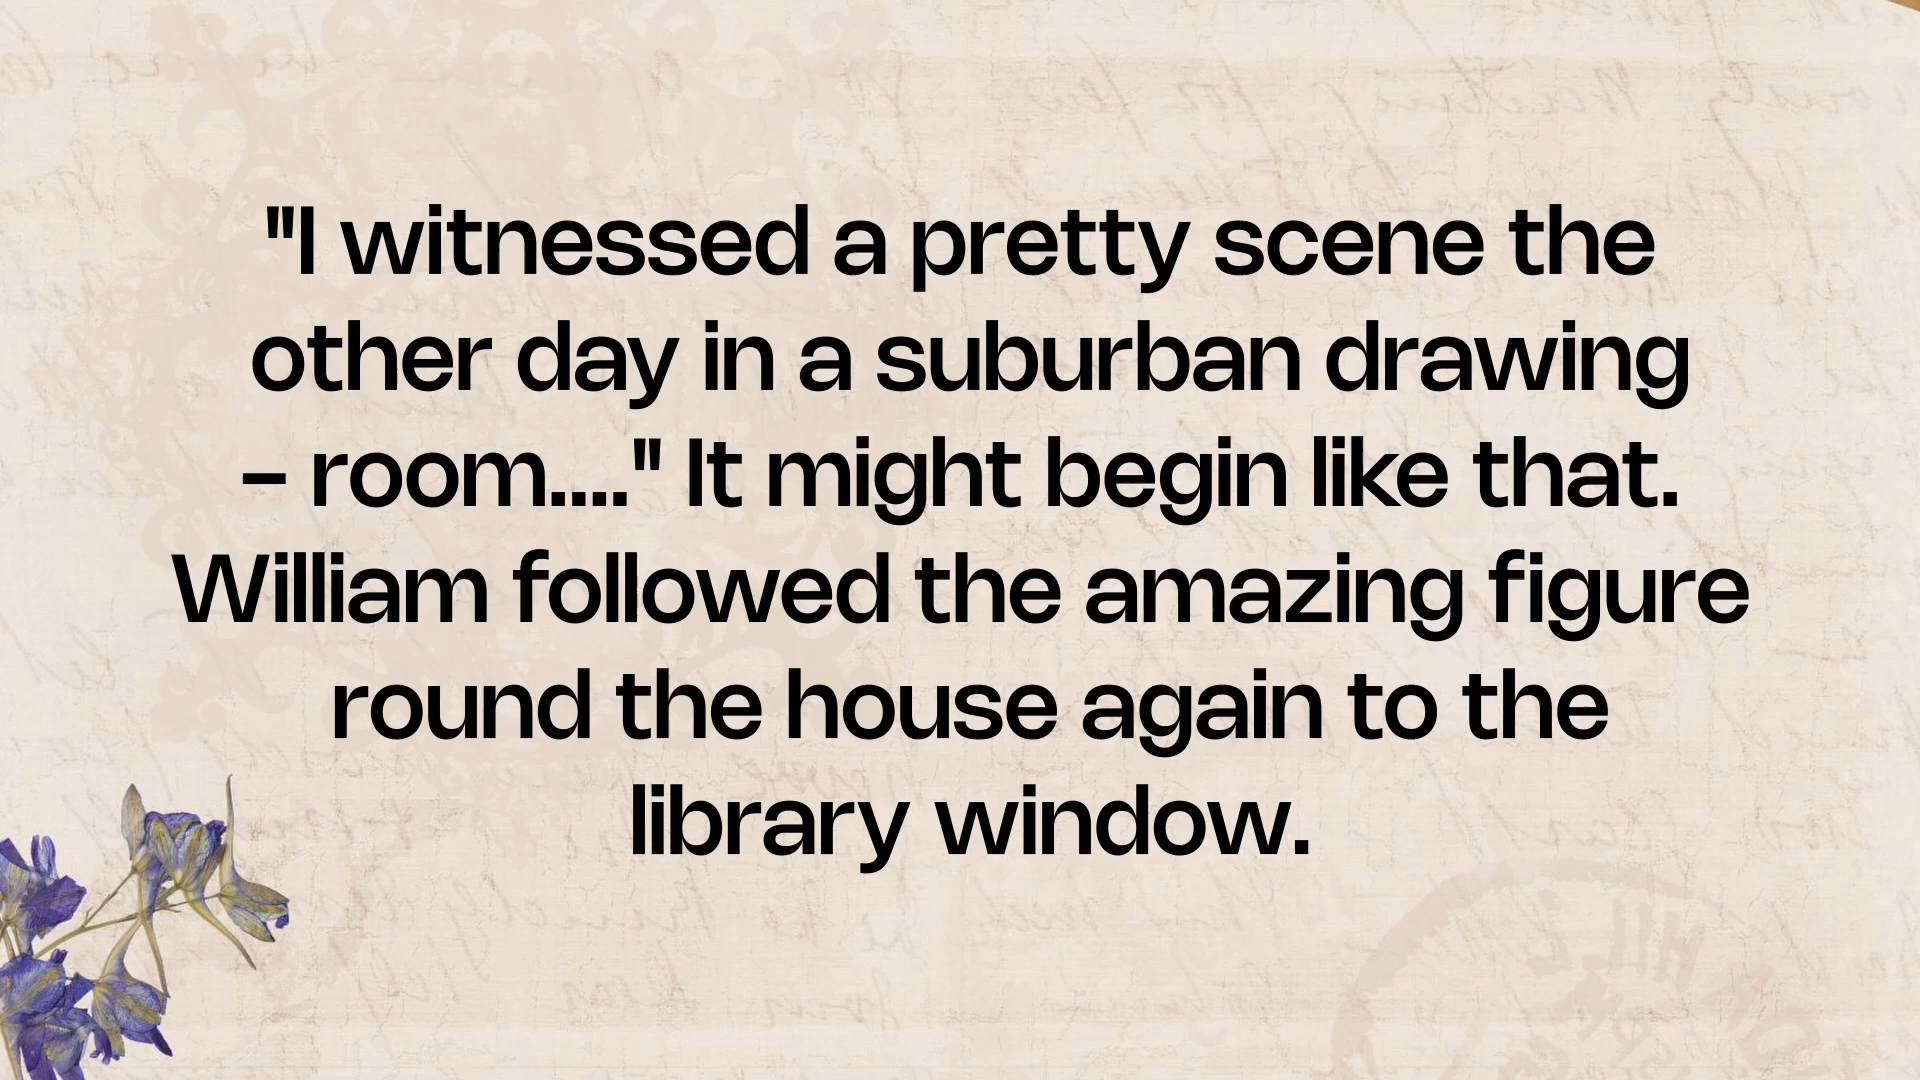 "I witnessed a pretty scene the
other day in a suburban drawing
– room...." It might begin like that.
William followed the amazing figure
round the house again to the
library window.